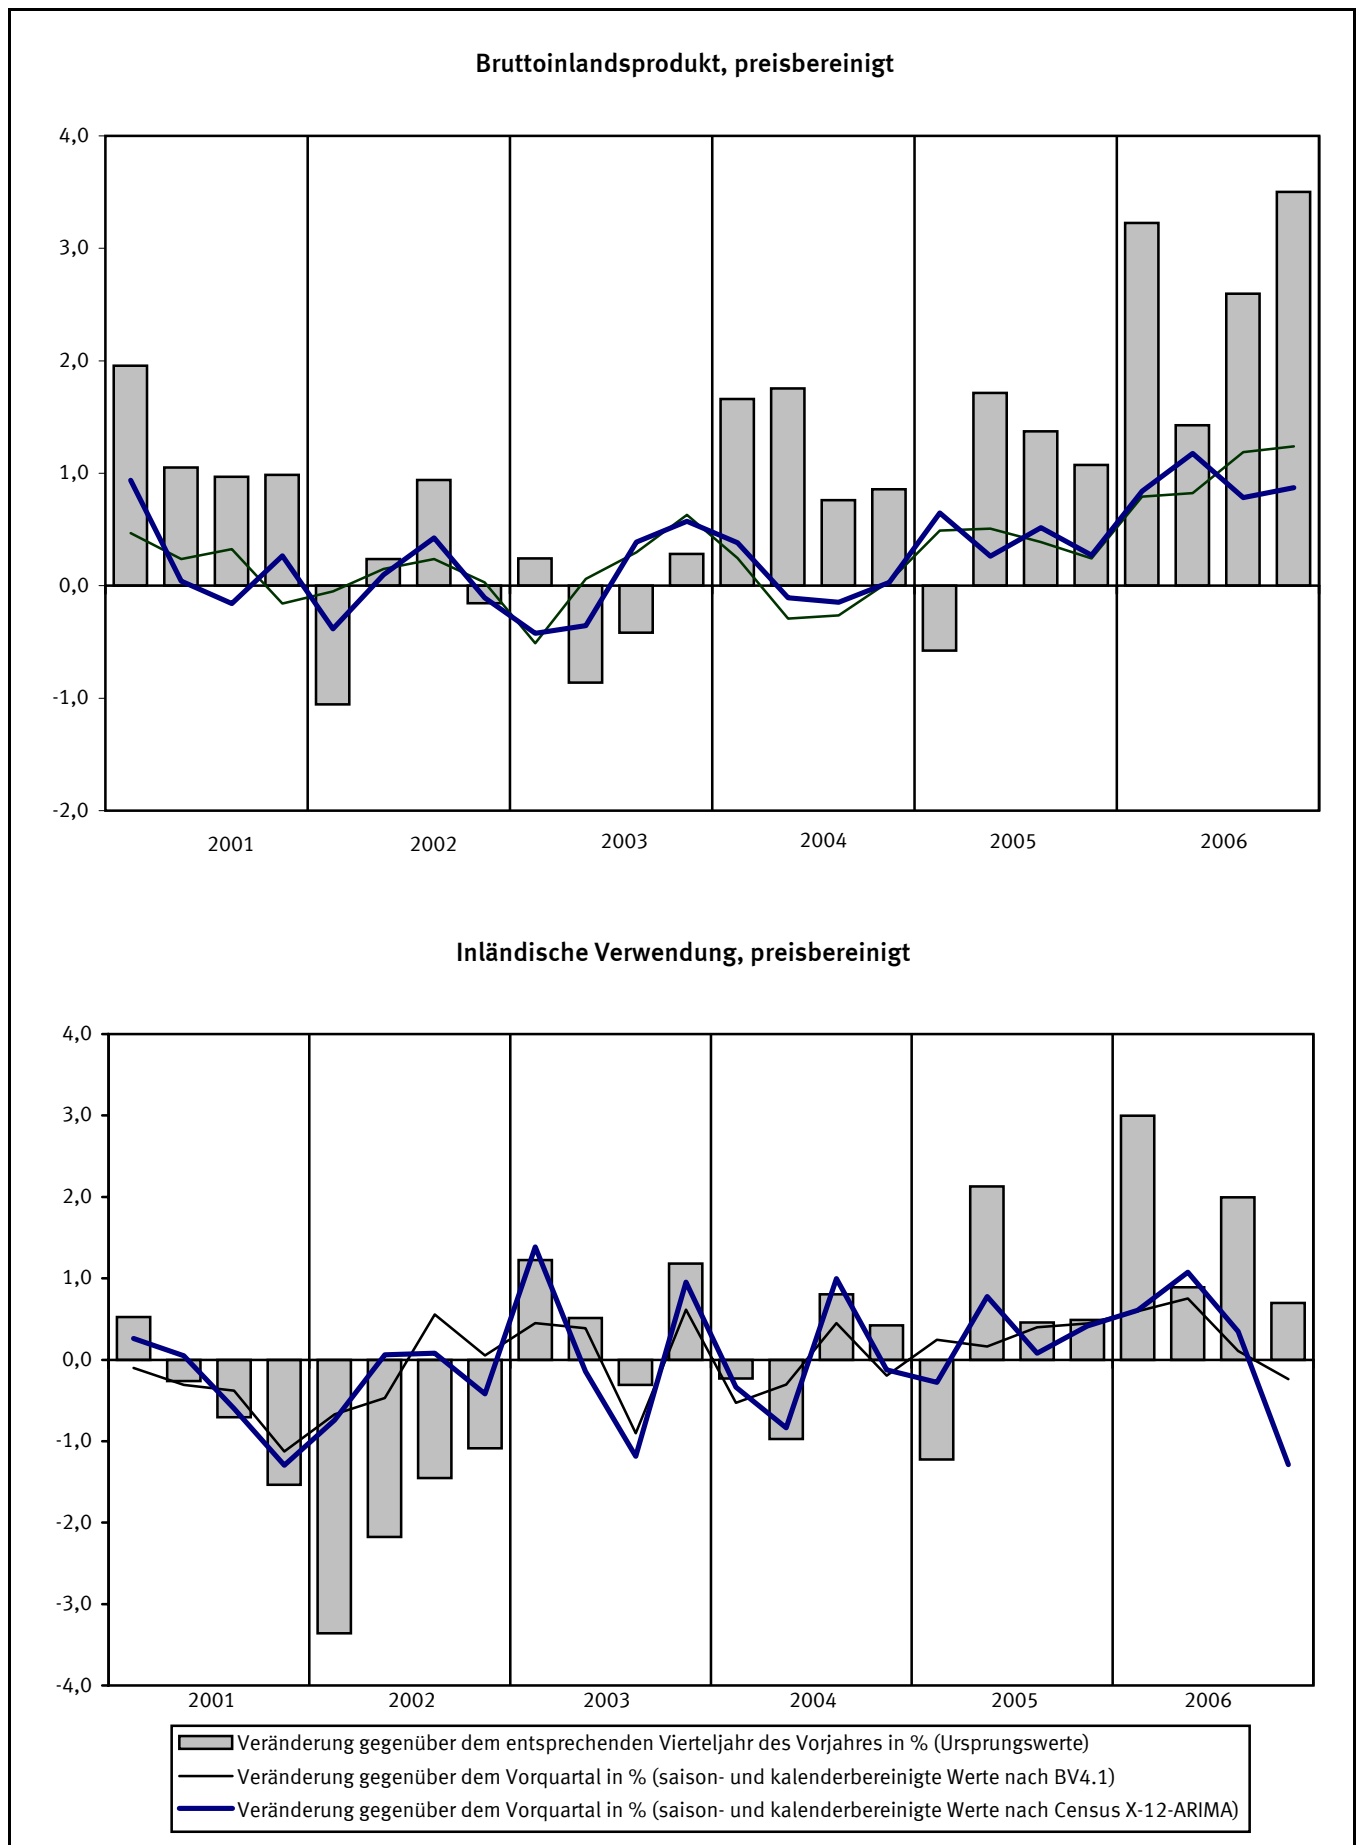 Bruttoinlandsprodukt, preisbereinigt
4,0
3,0
2,0
1,0
0,0
-1,0
-2,0
2001 2002 2003 2004 2005 2006
Inländische Verwendung, preisbereinigt
4,0
3,0
2,0
1,0
0,0
-1,0
-2,0
-3,0
-4,0
2001 2002 2003 2004 2005 2006
Veränderung gegenüber dem entsprechenden Vierteljahr des Vorjahres in % (Ursprungswerte)
Veränderung gegenüber dem Vorquartal in % (saison- und kalenderbereinigte Werte nach BV4.1)
Veränderung gegenüber dem Vorquartal in % (saison- und kalenderbereinigte Werte nach Census X-12-ARIMA)